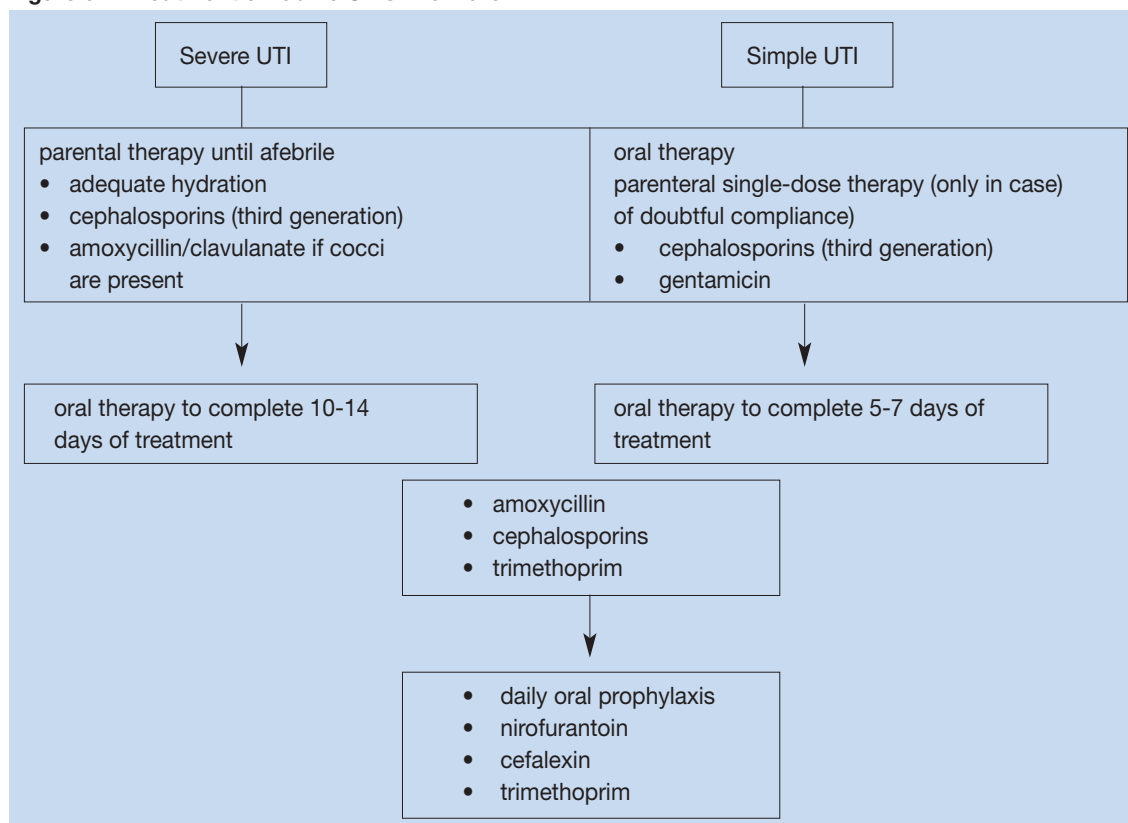 Severe UTI
Simple UTI
parental therapy until afebrile
• adequate hydration
• cephalosporins (third generation)
• amoxycillin/clavulanate if cocci
are present
oral therapy
parenteral single-dose therapy (only in case)
of doubtful compliance)
• cephalosporins (third generation)
• gentamicin
oral therapy to complete 10-14
days of treatment
oral therapy to complete 5-7 days of
treatment
• amoxycillin
• cephalosporins
• trimethoprim
• daily oral prophylaxis
• nirofurantoin
• cefalexin
• trimethoprim